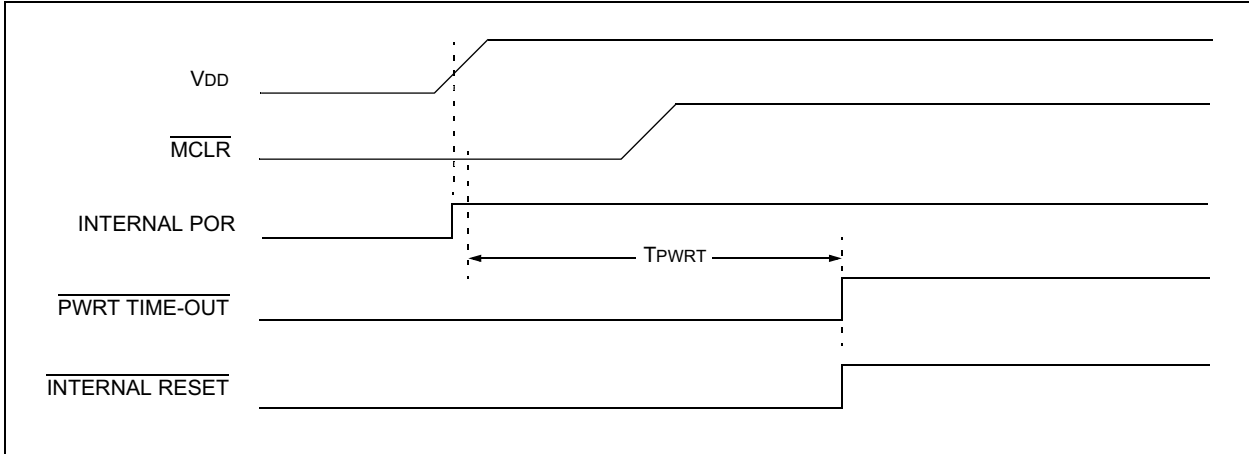 VDD
MCLR
INTERNAL POR
TPWRT
PWRT TIME-OUT
INTERNAL RESET